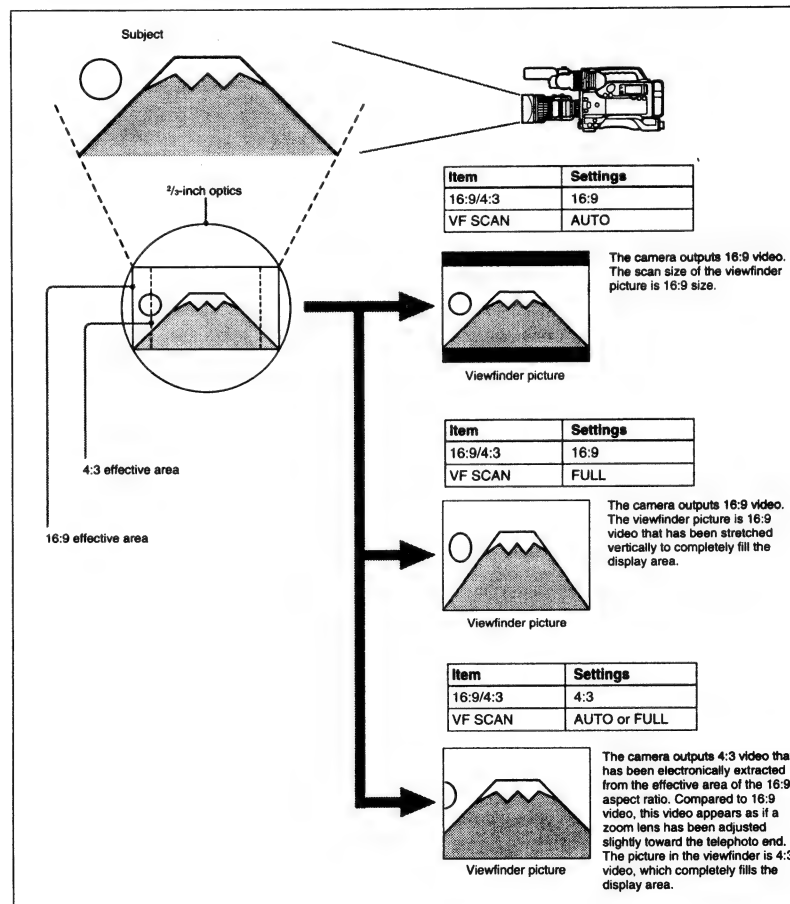 Subject
²/₃-inch optics
4:3 effective area
16:9 effective area
Item Settings
16:9/4:3 16:9
VF SCAN AUTO
The camera outputs 16:9 video.
The scan size of the viewfinder
picture is 16:9 size.
Viewfinder picture
Item Settings
16:9/4:3 16:9
VF SCAN FULL
The camera outputs 16:9 video.
The viewfinder picture is 16:9
video that has been stretched
vertically to completely fill the
display area.
Viewfinder picture
Item Settings
16:9/4:3 4:3
VF SCAN AUTO or FULL
The camera outputs 4:3 video tha
has been electronically extracted
from the effective area of the 16:9
aspect ratio. Compared to 16:9
video, this video appears as if a
zoom lens has been adjusted
slightly toward the telephoto end.
The picture in the viewfinder is 4:3
video, which completely fills the
display area.
Viewfinder picture